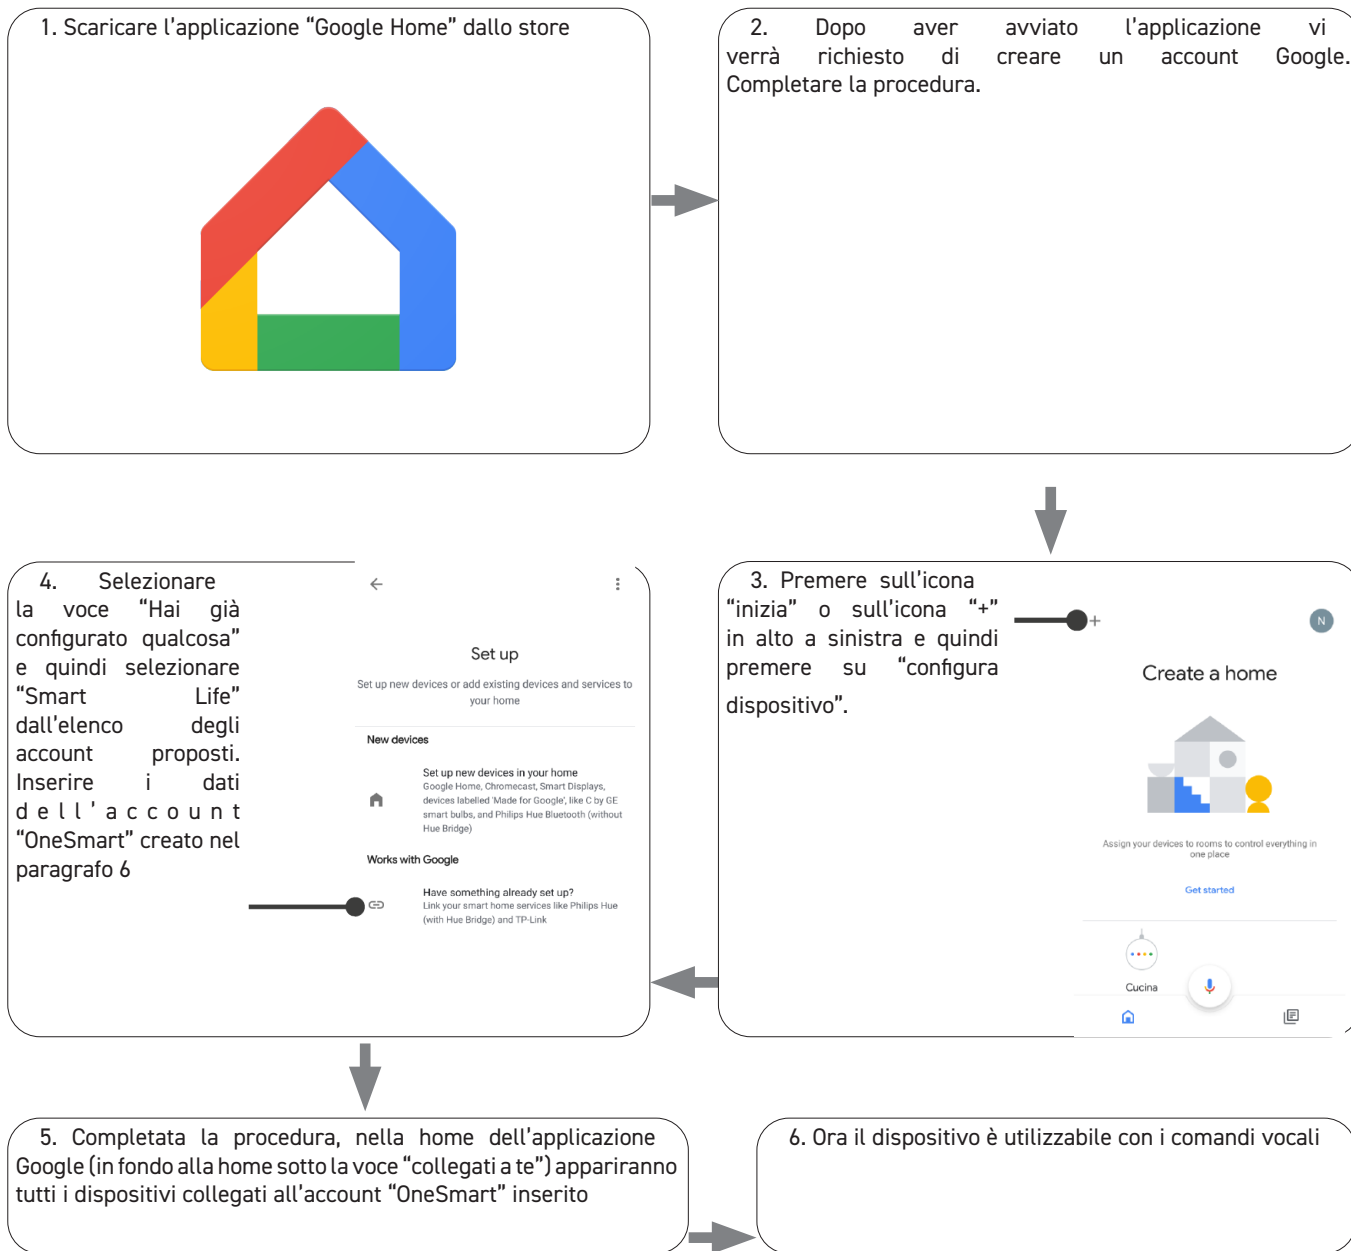 1. Scaricare l’applicazione “Google Home” dallo store
2. Dopo aver avviato l’applicazione vi
verrà richiesto di creare un account Google.
Completare la procedura.
3. Premere sull’icona
“inizia” o sull’icona “+”
in alto a sinistra e quindi
premere su “configura
dispositivo”.
+
N
Create a home
Assign your devices to rooms to control everything in
one place
Get started
Cucina
4. Selezionare
la voce “Hai già
configurato qualcosa”
e quindi selezionare
“Smart Life”
dall’elenco degli
account proposti.
Inserire i dati
dell’account
“OneSmart” creato nel
paragrafo 6
Set up
Set up new devices or add existing devices and services to
your home
New devices
Set up new devices in your home
Google Home, Chromecast, Smart Displays,
devices labelled 'Made for Google', like C by GE
smart bulbs, and Philips Hue Bluetooth (without
Hue Bridge)
Works with Google
Have something already set up?
Link your smart home services like Philips Hue
(with Hue Bridge) and TP-Link
5. Completata la procedura, nella home dell’applicazione
Google (in fondo alla home sotto la voce “collegati a te”) appariranno
tutti i dispositivi collegati all’account “OneSmart” inserito
6. Ora il dispositivo è utilizzabile con i comandi vocali